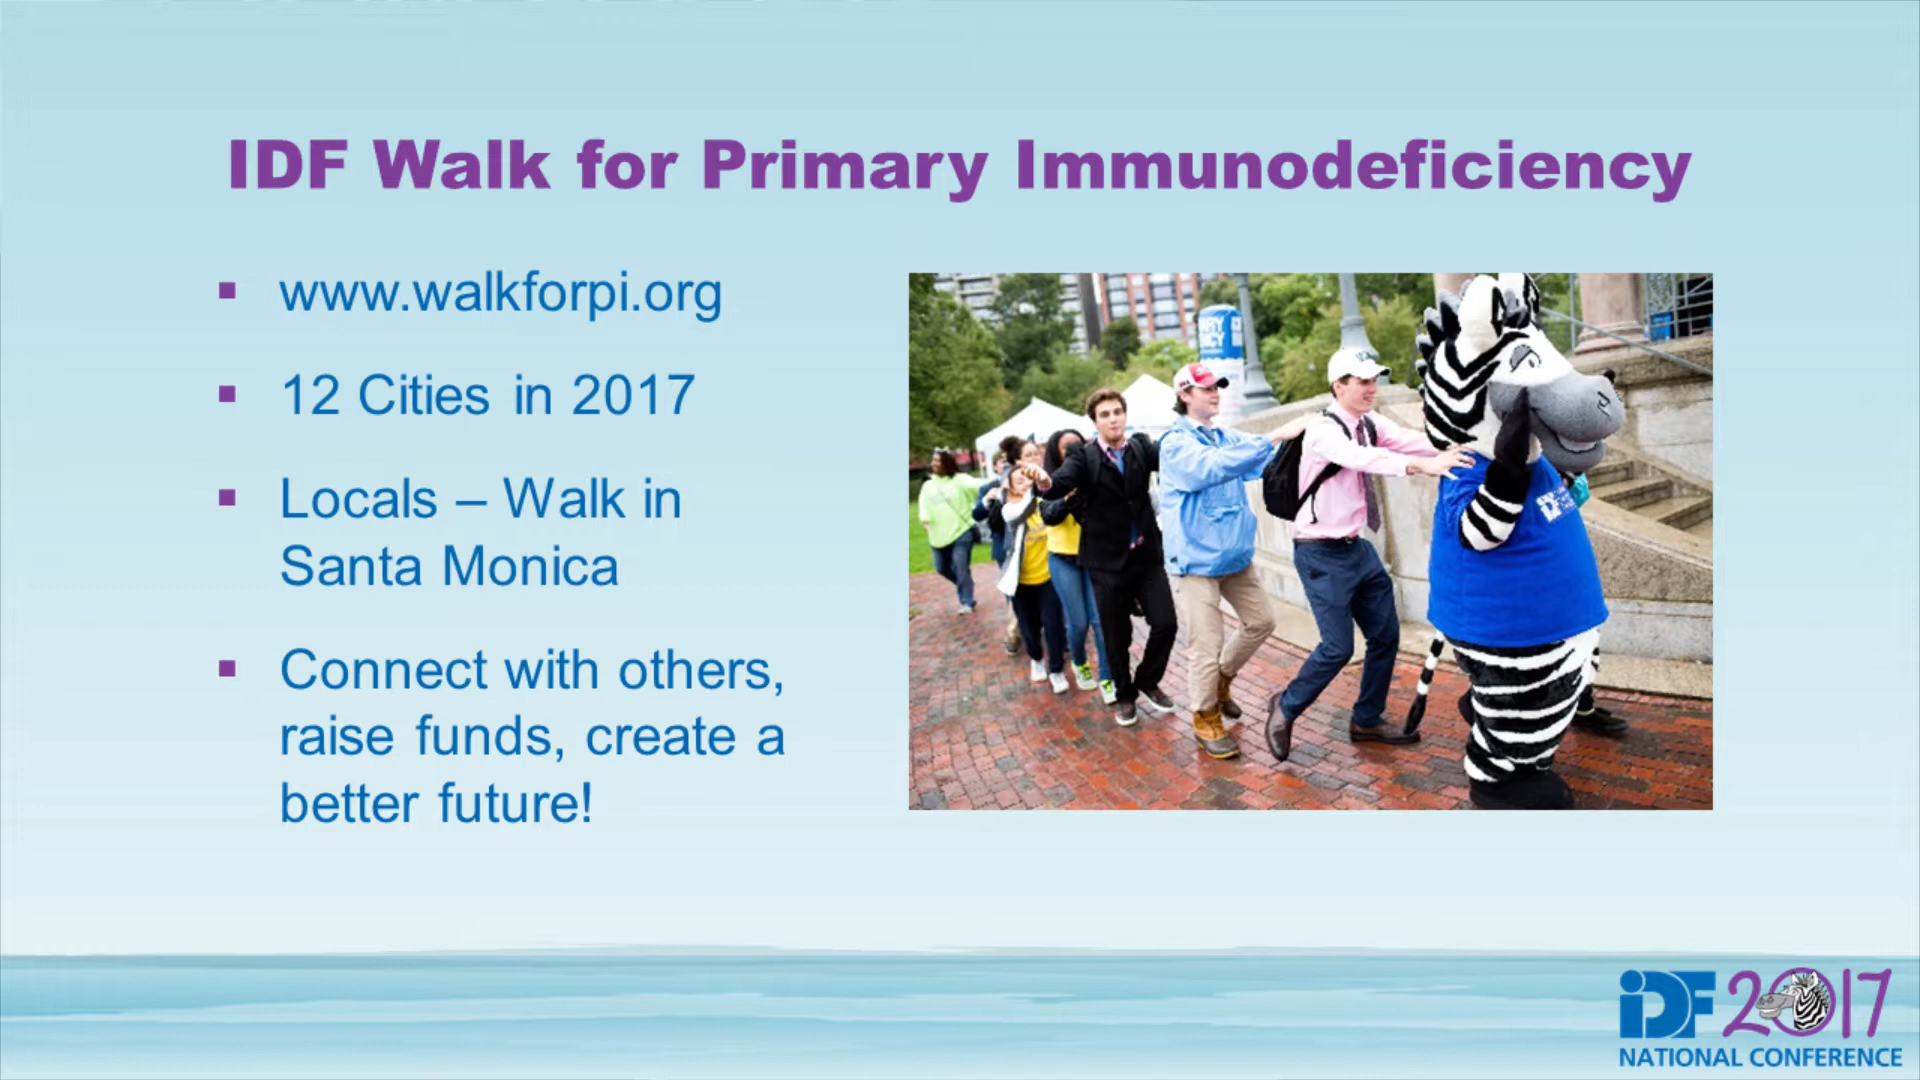 IDF Walk for Primary Immunodeficiency
www.walkforpi.org
12 Cities in 2017
Locals – Walk in
Santa Monica
Connect with others,
raise funds, create a
better future!
iDF 2017
NATIONAL CONFERENCE